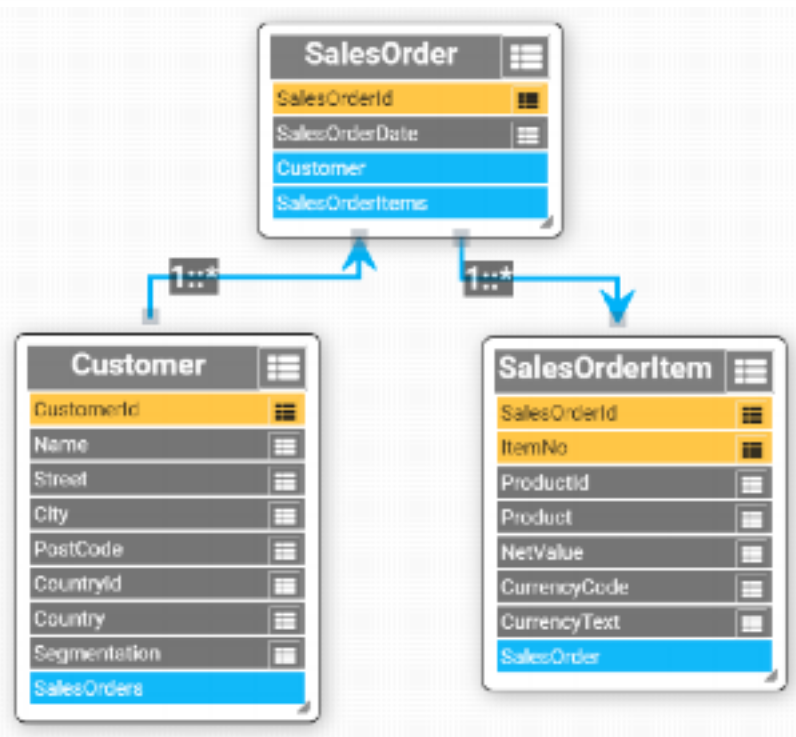 SalesOrder
SalesOrderId
SalesOrderDate
Customer
SalesOrderItems
1::*
1::*
Customer
CustomerId
Name
Street
City
PostCode
CountryId
Country
Segmentation
SalesOrders
SalesOrderItem
SalesOrderId
ItemNo
ProductId
Product
NetValue
CurrencyCode
CurrencyText
SalesOrder